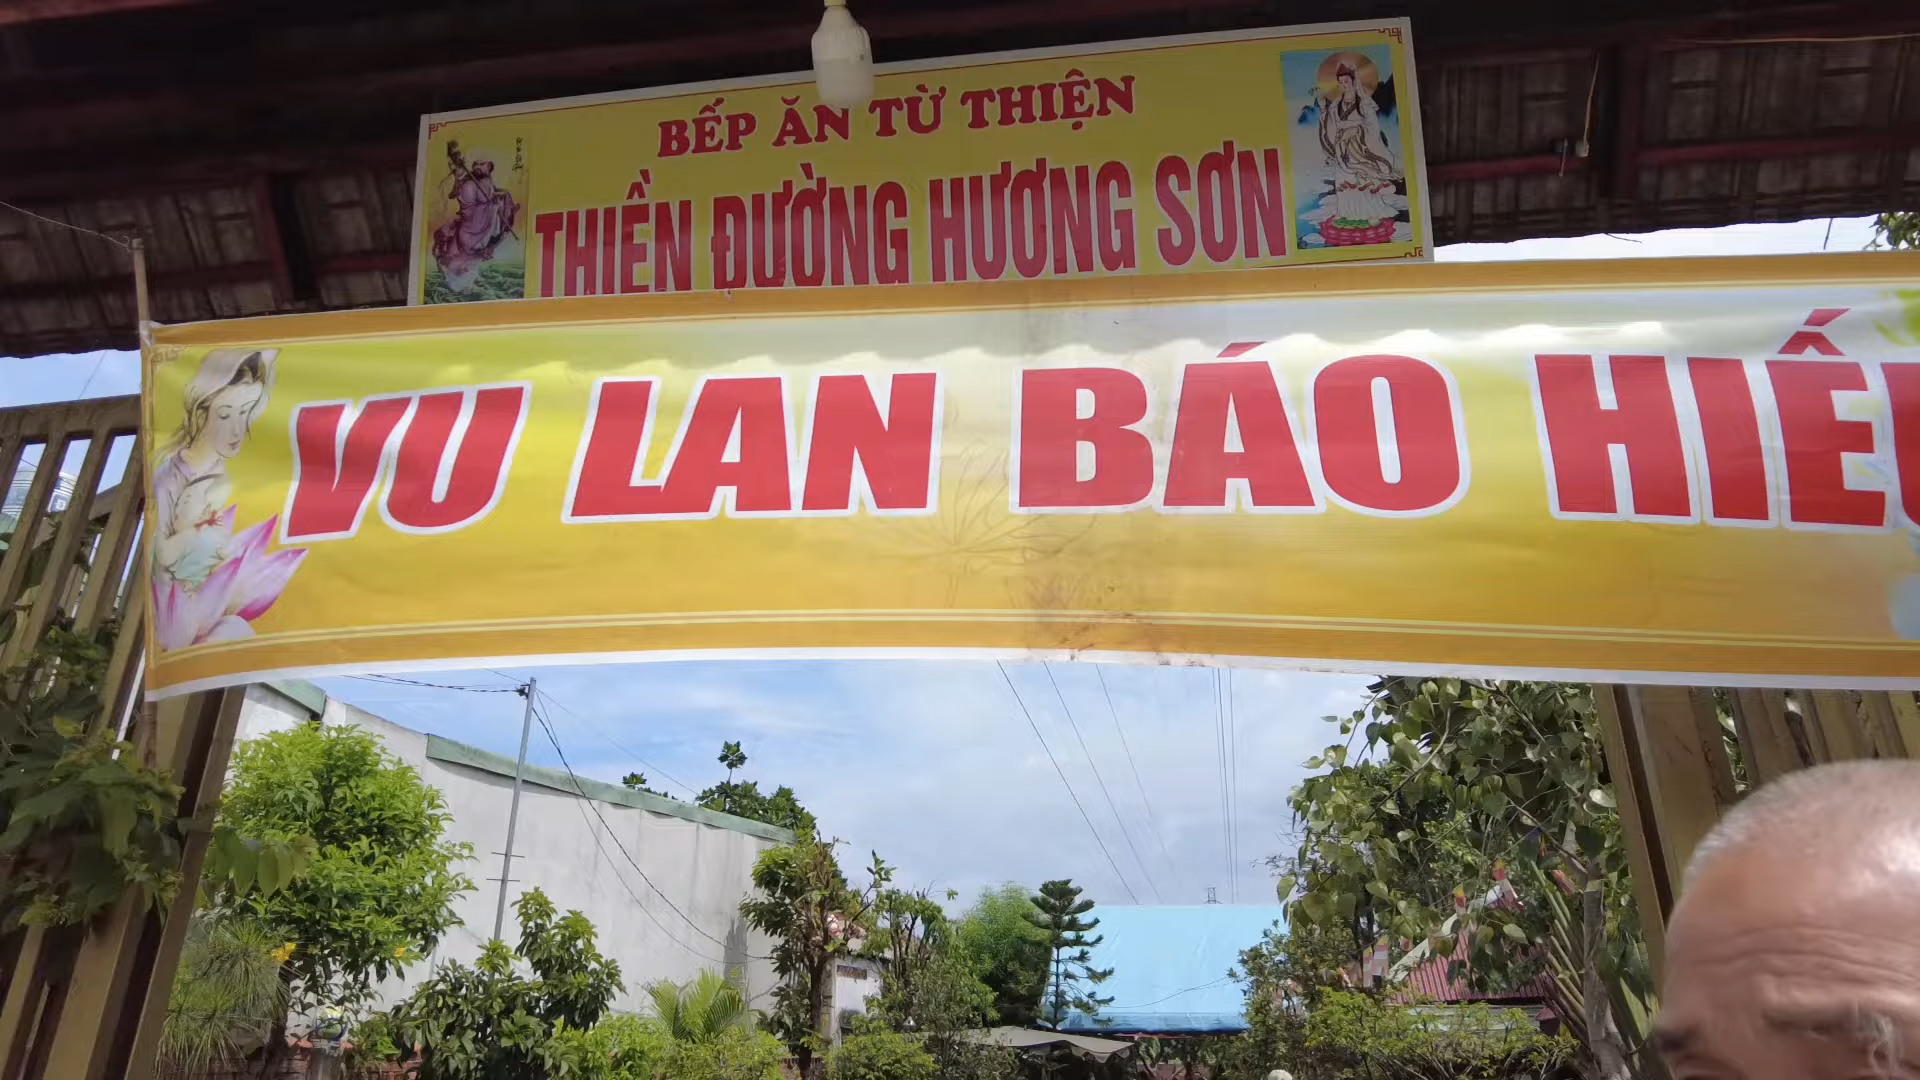 BẾP ĂN TỪ THIỆN
THIỀN ĐƯỜNG HƯƠNG SƠN
VU LAN BÁO HIẾU